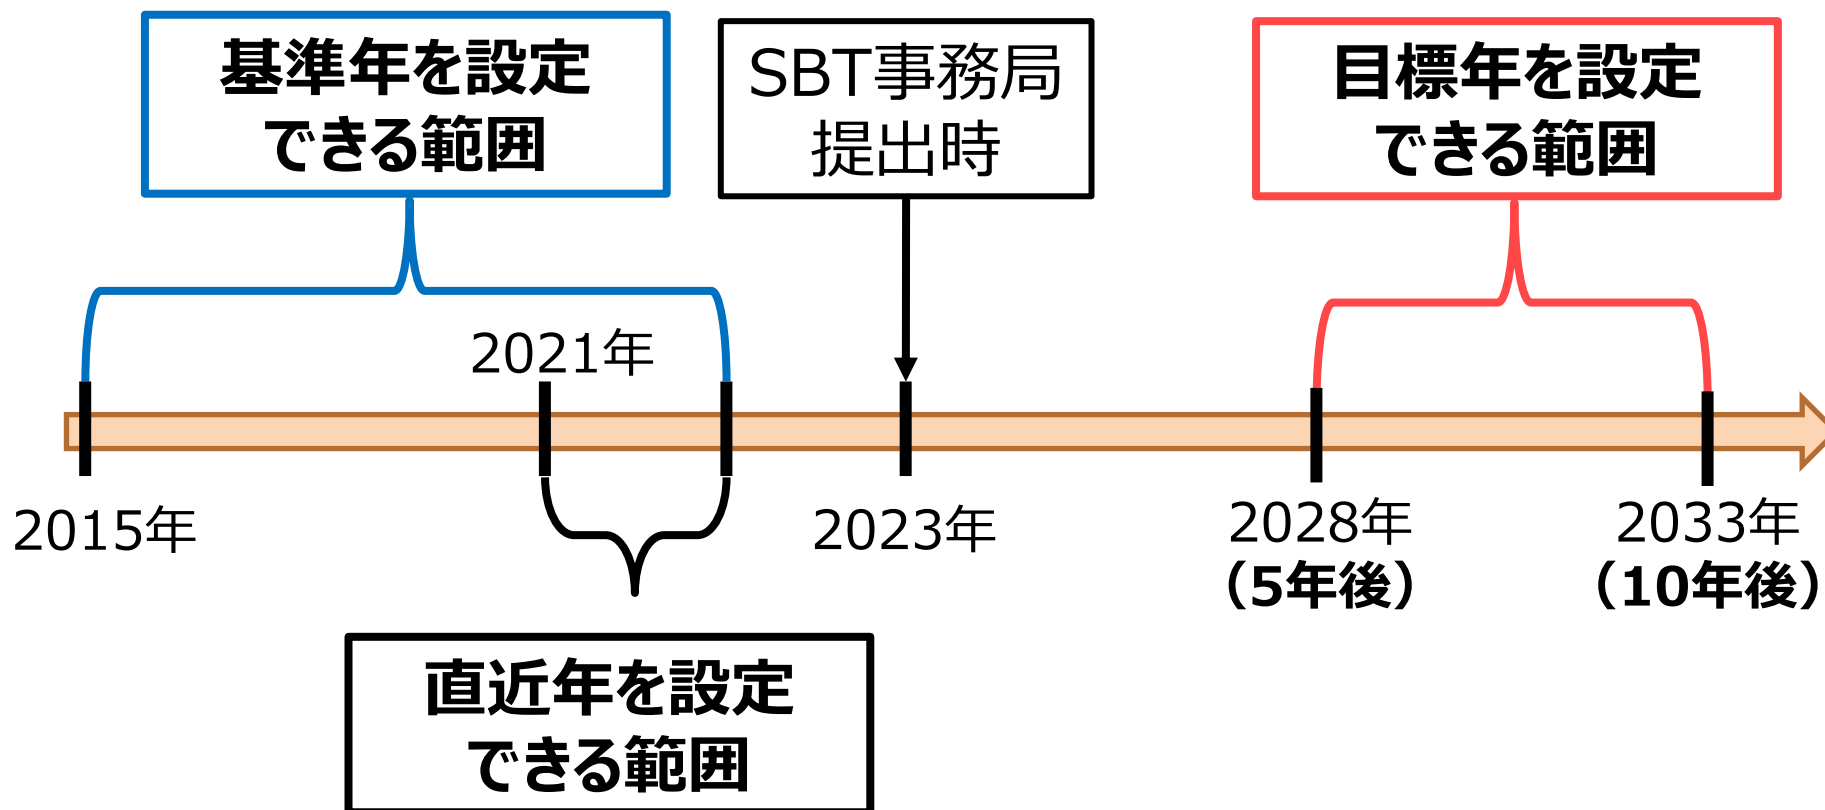 基準年を設定
できる範囲
SBT事務局
提出時
目標年を設定
できる範囲
2021年
2015年
2023年
2028年
（5年後）
2033年
（10年後）
直近年を設定
できる範囲